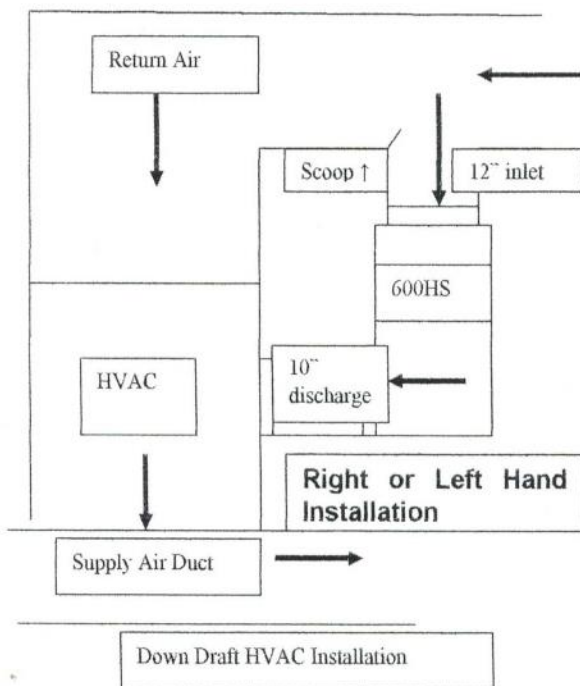 Return Air
Scoop ↑
12¨ inlet
600HS
HVAC
10¨
discharge
Right or Left Hand
Installation
Supply Air Duct
Down Draft HVAC Installation